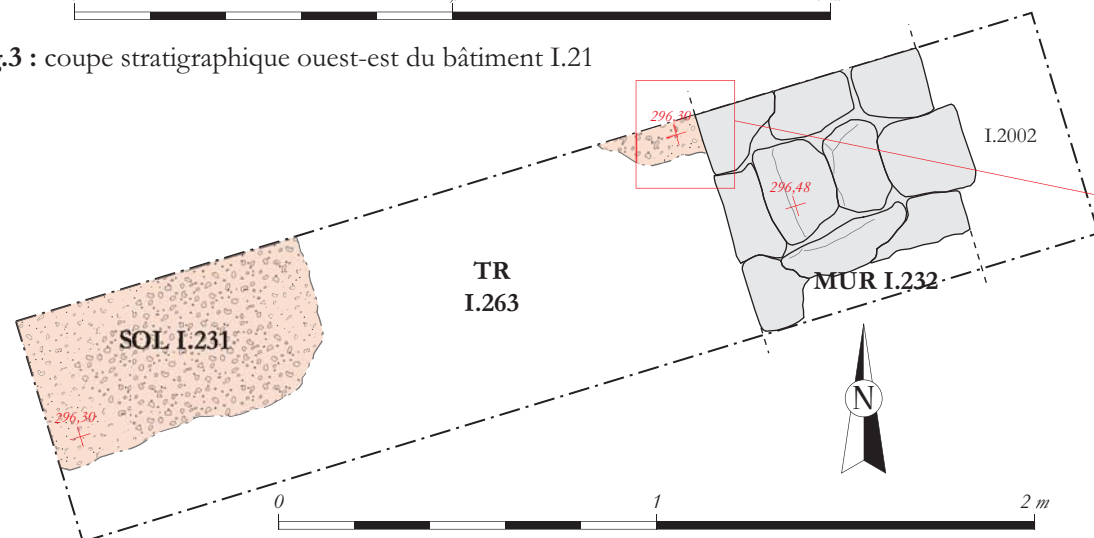 .3 : coupe stratigraphique ouest-est du bâtiment I.21
296,30
I.2002
296,48
TR
I.263
MUR I.232
SOL I.231
296,30
N
0 1 2 m